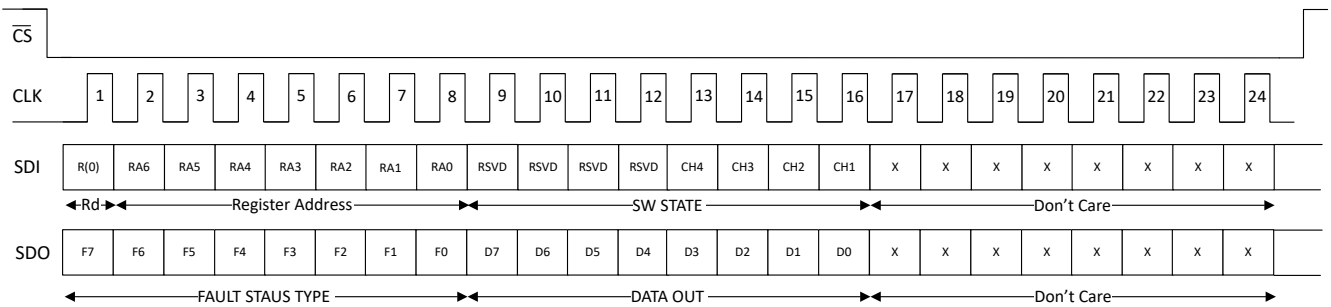 CS
CLK 1 2 3 4 5 6 7 8 9 10 11 12 13 14 15 16 17 18 19 20 21 22 23 24
SDI R(0) RA6 RA5 RA4 RA3 RA2 RA1 RA0 RSVD RSVD RSVD RSVD CH4 CH3 CH2 CH1 X X X X X X X X
Rd Register Address SW STATE Don't Care
SDO F7 F6 F5 F4 F3 F2 F1 F0 D7 D6 D5 D4 D3 D2 D1 D0 X X X X X X X X
FAULT STAUS TYPE DATA OUT Don't Care